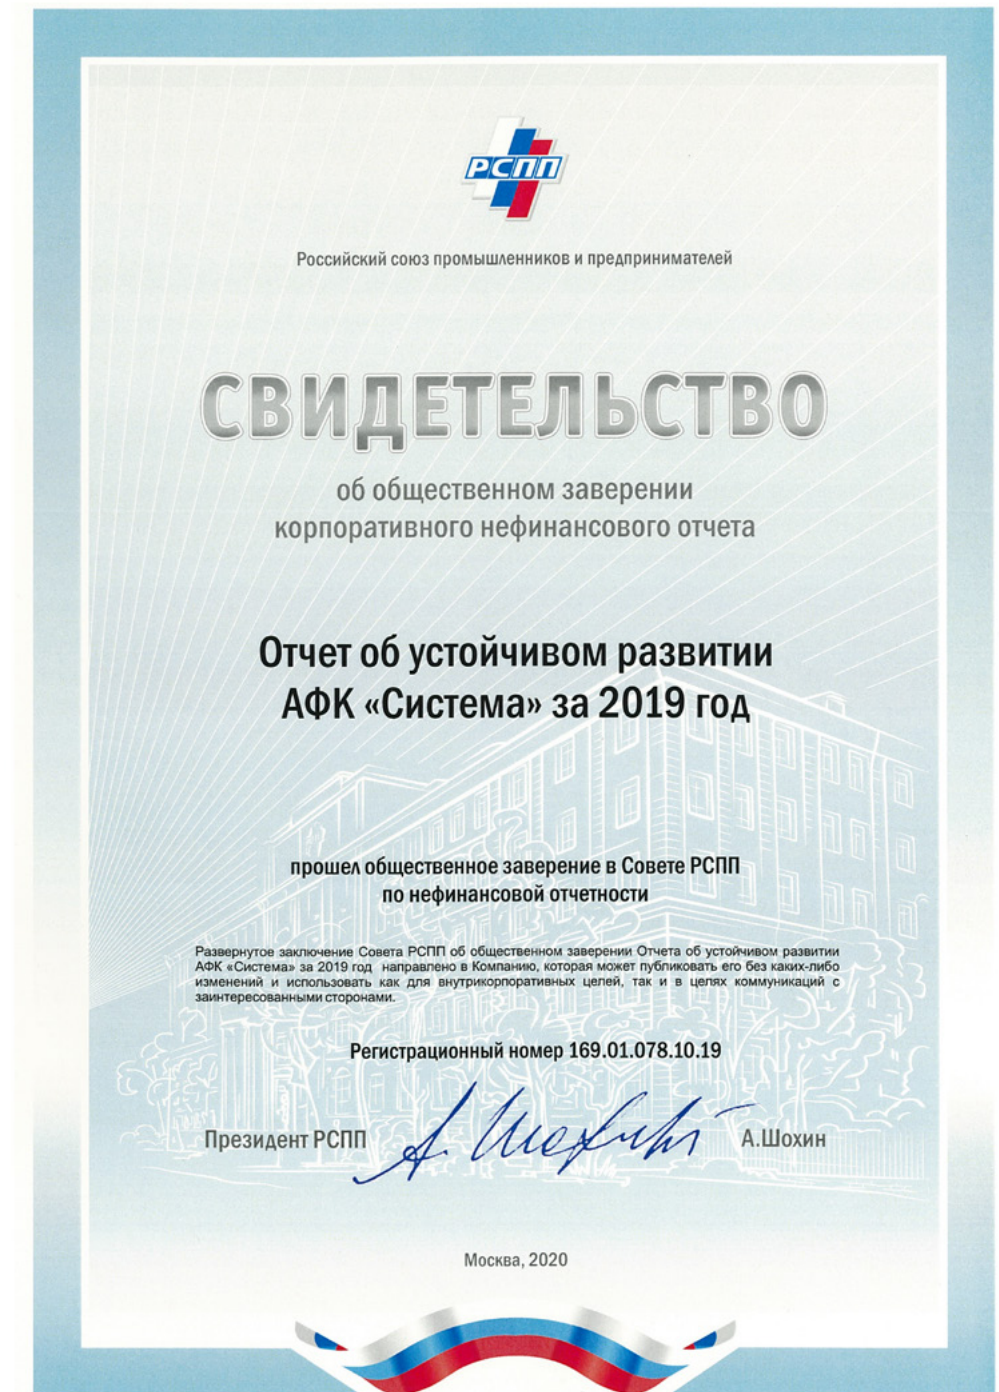 РСПП
Российский союз промышленников и предпринимателей
СВИДЕТЕЛЬСТВО
об общественном заверении
корпоративного нефинансового отчета
Отчет об устойчивом развитии
АФК «Система» за 2019 год
прошел общественное заверение в Совете РСПП
по нефинансовой отчетности
Развернутое заключение Совета РСПП об общественном заверении Отчета об устойчивом развитии
АФК «Система» за 2019 год направлено в Компанию, которая может публиковать его без каких-либо
изменений и использовать как для внутрикорпоративных целей, так и в целях коммуникаций с
заинтересованными сторонами.
Регистрационный номер 169.01.078.10.19
Президент РСПП А. Шохин А.Шохин
Москва, 2020